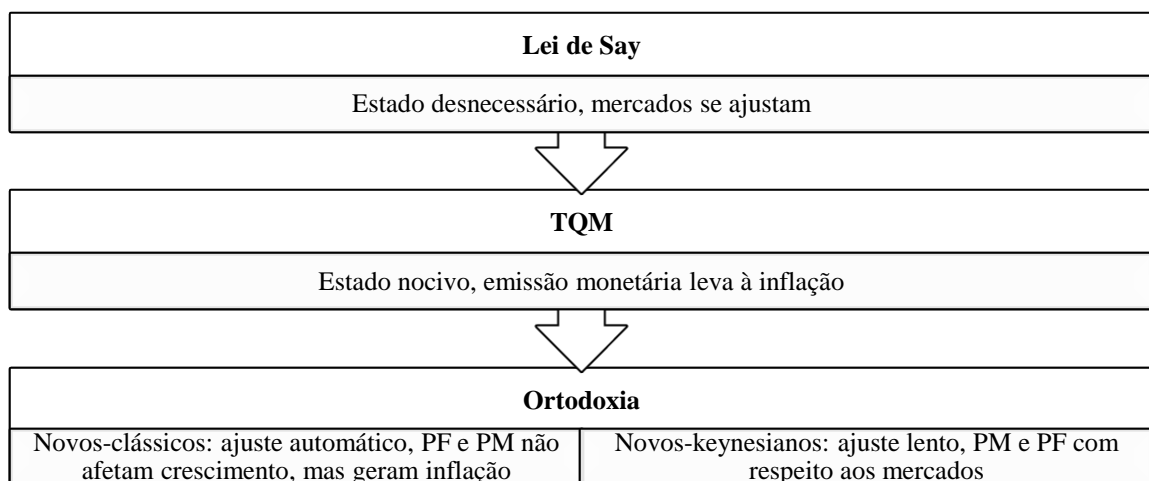 Lei de Say
Estado desnecessário, mercados se ajustam
TQM
Estado nocivo, emissão monetária leva à inflação
Ortodoxia
Novos-clássicos: ajuste automático, PF e PM não
afetam crescimento, mas geram inflação
Novos-keynesianos: ajuste lento, PM e PF com
respeito aos mercados